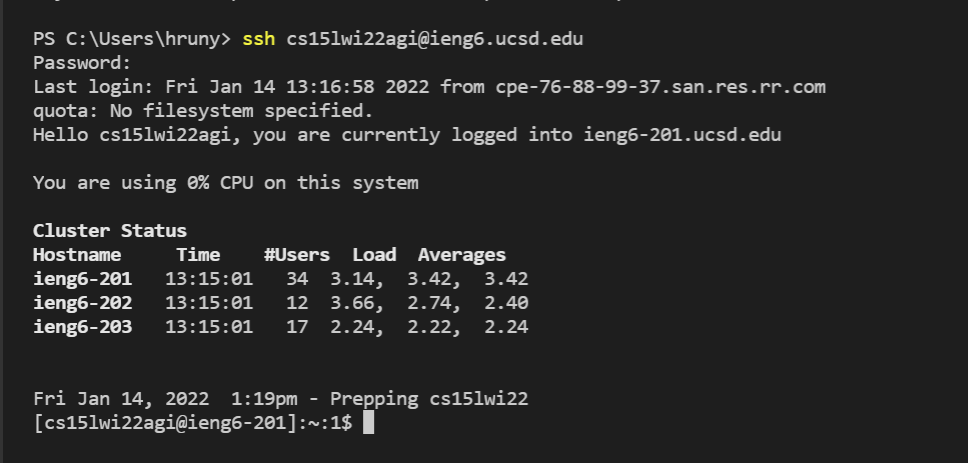 PS C:\Users\hruny> ssh cs15lwi22agi@ieng6.ucsd.edu
Password:
Last login: Fri Jan 14 13:16:58 2022 from cpe-76-88-99-37.san.res.rr.com
quota: No filesystem specified.
Hello cs15lwi22agi, you are currently logged into ieng6-201.ucsd.edu
You are using 0% CPU on this system
Cluster Status
Hostname Time #Users Load Averages
ieng6-201 13:15:01 34 3.14, 3.42, 3.42
ieng6-202 13:15:01 12 3.66, 2.74, 2.40
ieng6-203 13:15:01 17 2.24, 2.22, 2.24
Fri Jan 14, 2022 1:19pm - Prepping cs15lwi22
[cs15lwi22agi@ieng6-201]:~:1$